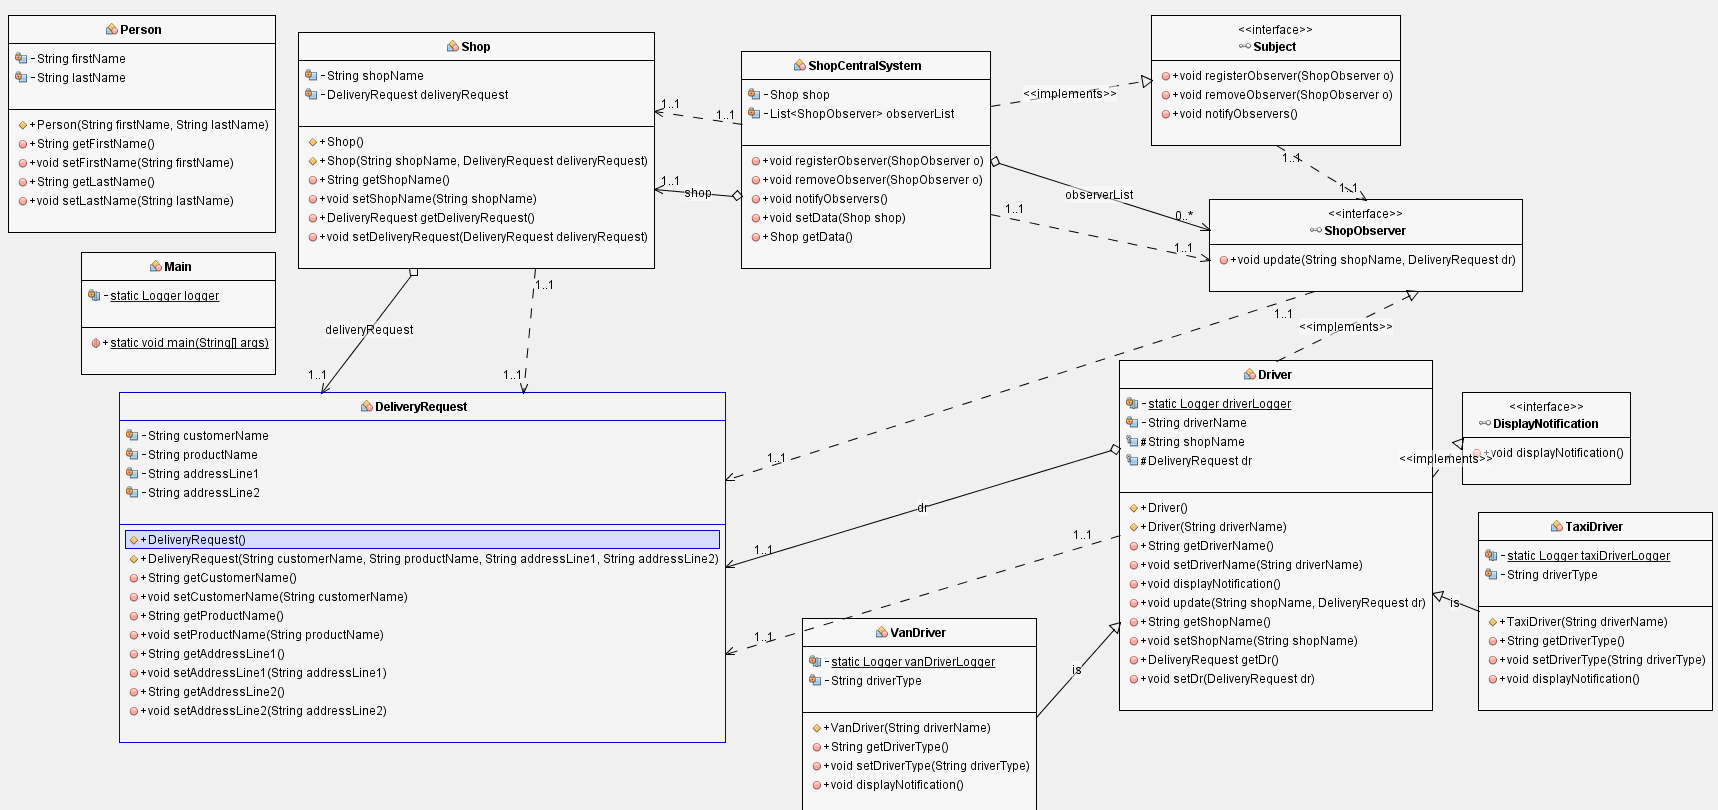 Person
-String firstName
-String lastName
+Person(String firstName, String lastName)
+String getFirstName()
+void setFirstName(String firstName)
+String getLastName()
+void setLastName(String lastName)
Shop
-String shopName
-DeliveryRequest deliveryRequest
+Shop()
+Shop(String shopName, DeliveryRequest deliveryRequest)
+String getShopName()
+void setShopName(String shopName)
+DeliveryRequest getDeliveryRequest()
+void setDeliveryRequest(DeliveryRequest deliveryRequest)
1..1
1..1
1..1
shop
ShopCentralSystem
-Shop shop
-List<ShopObserver> observerList
+void registerObserver(ShopObserver o)
+void removeObserver(ShopObserver o)
+void notifyObservers()
+void setData(Shop shop)
+Shop getData()
<<implements>>
<<interface>>
Subject
+void registerObserver(ShopObserver o)
+void removeObserver(ShopObserver o)
+void notifyObservers()
1..1
1..1
observerList
0..*
1..1
1..1
<<interface>>
ShopObserver
+void update(String shopName, DeliveryRequest dr)
Main
-static Logger logger
+static void main(String[] args)
deliveryRequest
1..1
1..1
1..1
1..1
<<implements>>
DeliveryRequest
-String customerName
-String productName
-String addressLine1
-String addressLine2
+DeliveryRequest()
+DeliveryRequest(String customerName, String productName, String addressLine1, String addressLine2)
+String getCustomerName()
+void setCustomerName(String customerName)
+String getProductName()
+void setProductName(String productName)
+String getAddressLine1()
+void setAddressLine1(String addressLine1)
+String getAddressLine2()
+void setAddressLine2(String addressLine2)
1..1
dr
1..1
1..1
1..1
Driver
-static Logger driverLogger
-String driverName
#String shopName
#DeliveryRequest dr
+Driver()
+Driver(String driverName)
+String getDriverName()
+void setDriverName(String driverName)
+void displayNotification()
+void update(String shopName, DeliveryRequest dr)
+String getShopName()
+void setShopName(String shopName)
+DeliveryRequest getDr()
+void setDr(DeliveryRequest dr)
<<interface>>
DisplayNotification
<<implements>>
+void displayNotification()
TaxiDriver
-static Logger taxiDriverLogger
-String driverType
+TaxiDriver(String driverName)
+String getDriverType()
+void setDriverType(String driverType)
+void displayNotification()
is
VanDriver
-static Logger vanDriverLogger
-String driverType
+VanDriver(String driverName)
+String getDriverType()
+void setDriverType(String driverType)
+void displayNotification()
is